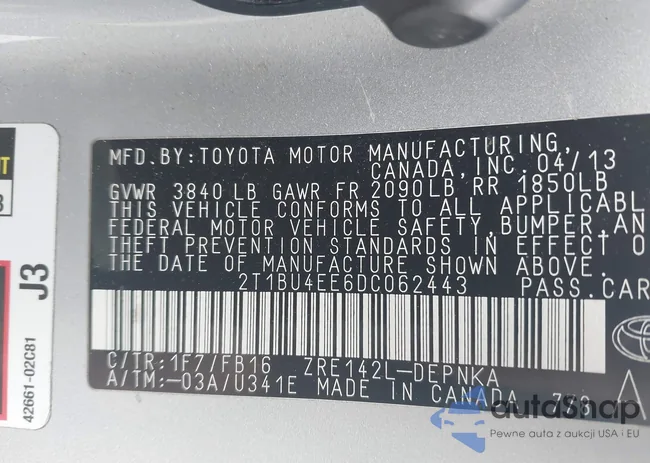 MFD.BY:TOYOTA MOTOR MANUFACTURING,
CANADA,INC. 04/13
GVWR 3840 LB GAWR FR 2090LB RR 1850LB
THIS VEHICLE CONFORMS TO ALL APPLICABL
FEDERAL MOTOR VEHICLE SAFETY,BUMPER,AN
THEFT PREVENTION STANDARDS IN EFFECT O
THE DATE OF MANUFACTURE SHOWN ABOVE.
2T1BU4EE6DC062443 PASS.CAR
C/TR:1F7/FB16 ZRE142L-DEPNKA
A/TM:-03A/U341E MADE IN CANADA 7&8
J3
42661-02C81
autoSnap
Pewne auta z aukcji USA i EU